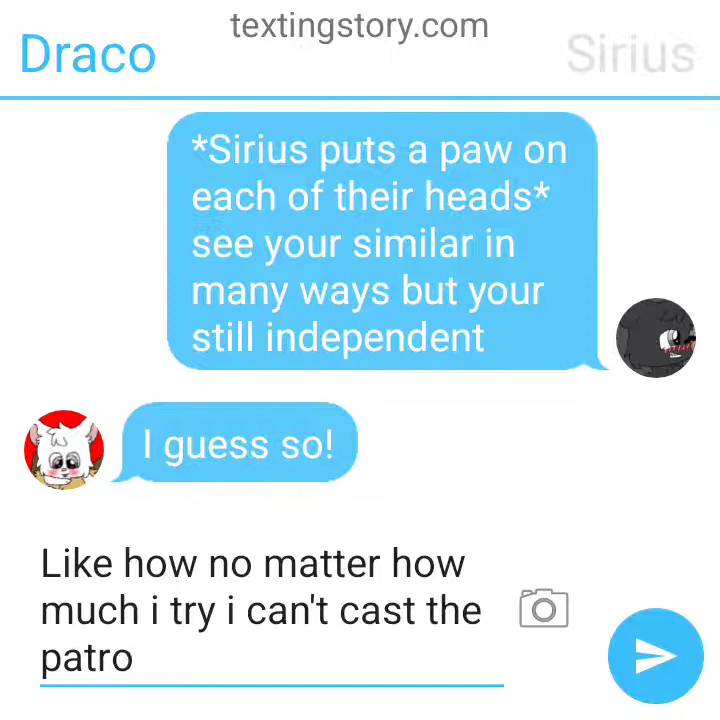 textingstory.com
Draco
Sirius
*Sirius puts a paw on
each of their heads*
see your similar in
many ways but your
still independent
I guess so!
Like how no matter how
much i try i can't cast the
patro